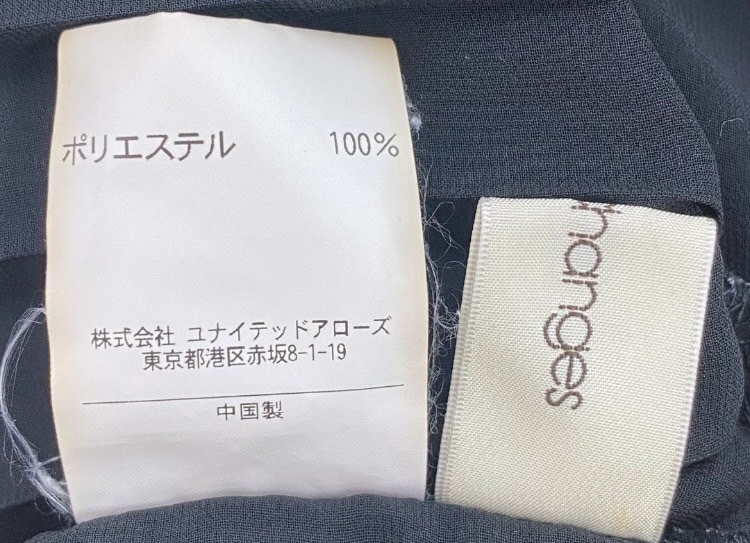 ポリエステル 100%
株式会社 ユナイテッドアローズ
東京都港区赤坂8-1-19
中国製
hanges